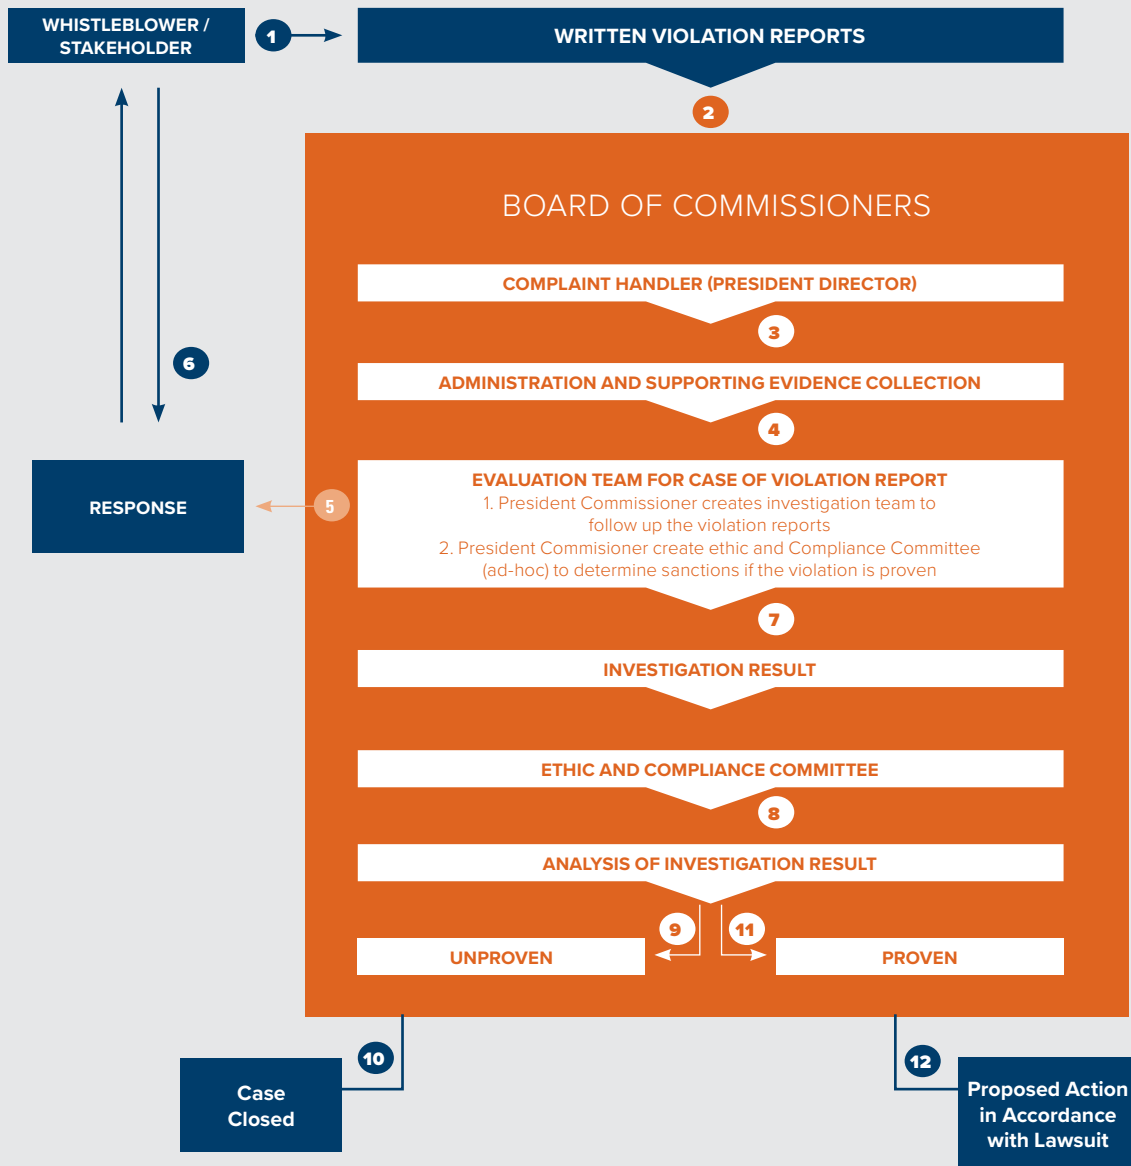 WHISTLEBLOWER /
STAKEHOLDER
1
WRITTEN VIOLATION REPORTS
2
BOARD OF COMMISSIONERS
COMPLAINT HANDLER (PRESIDENT DIRECTOR)
3
6
ADMINISTRATION AND SUPPORTING EVIDENCE COLLECTION
4
RESPONSE
5
EVALUATION TEAM FOR CASE OF VIOLATION REPORT
1. President Commissioner creates investigation team to
follow up the violation reports
2. President Commisioner create ethic and Compliance Committee
(ad-hoc) to determine sanctions if the violation is proven
7
INVESTIGATION RESULT
ETHIC AND COMPLIANCE COMMITTEE
8
ANALYSIS OF INVESTIGATION RESULT
9
11
UNPROVEN
PROVEN
10
12
Case
Closed
Proposed Action
in Accordance
with Lawsuit